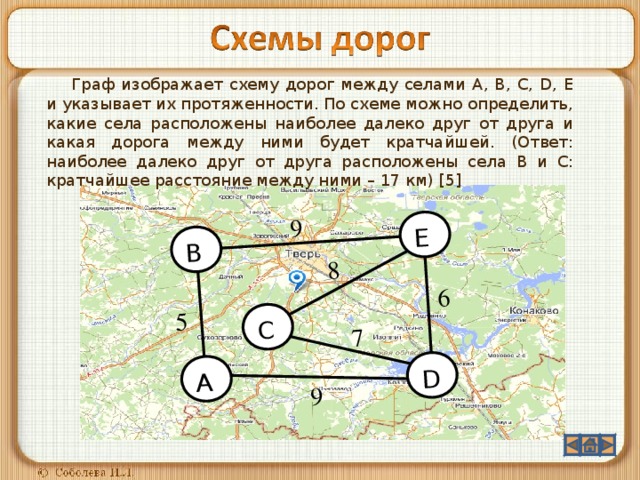 Схемы дорог
Граф изображает схему дорог между селами А, В, С, D, Е
и указывает их протяженности. По схеме можно определить,
какие села расположены наиболее далеко друг от друга и
какая дорога между ними будет кратчайшей. (Ответ:
наиболее далеко друг от друга расположены села В и С:
кратчайшее расстояние между ними – 17 км) [5]
9
E
B
Тверь
8
6
Конаково
5
C
7
A
D
9
© Соболева И.Л.